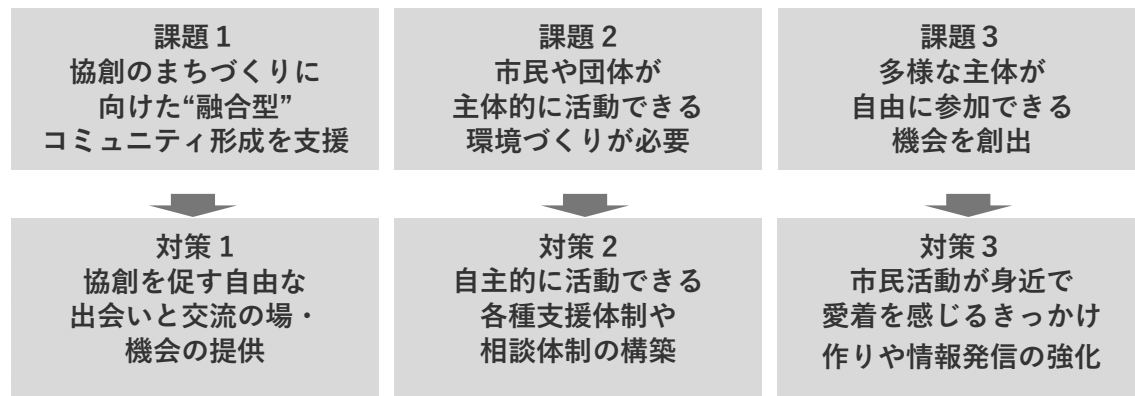 課題１
協創のまちづくりに
向けた“融合型”
コミュニティ形成を支援
課題２
市民や団体が
主体的に活動できる
環境づくりが必要
課題３
多様な主体が
自由に参加できる
機会を創出
対策１
協創を促す自由な
出会いと交流の場・
機会の提供
対策２
自主的に活動できる
各種支援体制や
相談体制の構築
対策３
市民活動が身近で
愛着を感じるきっかけ
作りや情報発信の強化